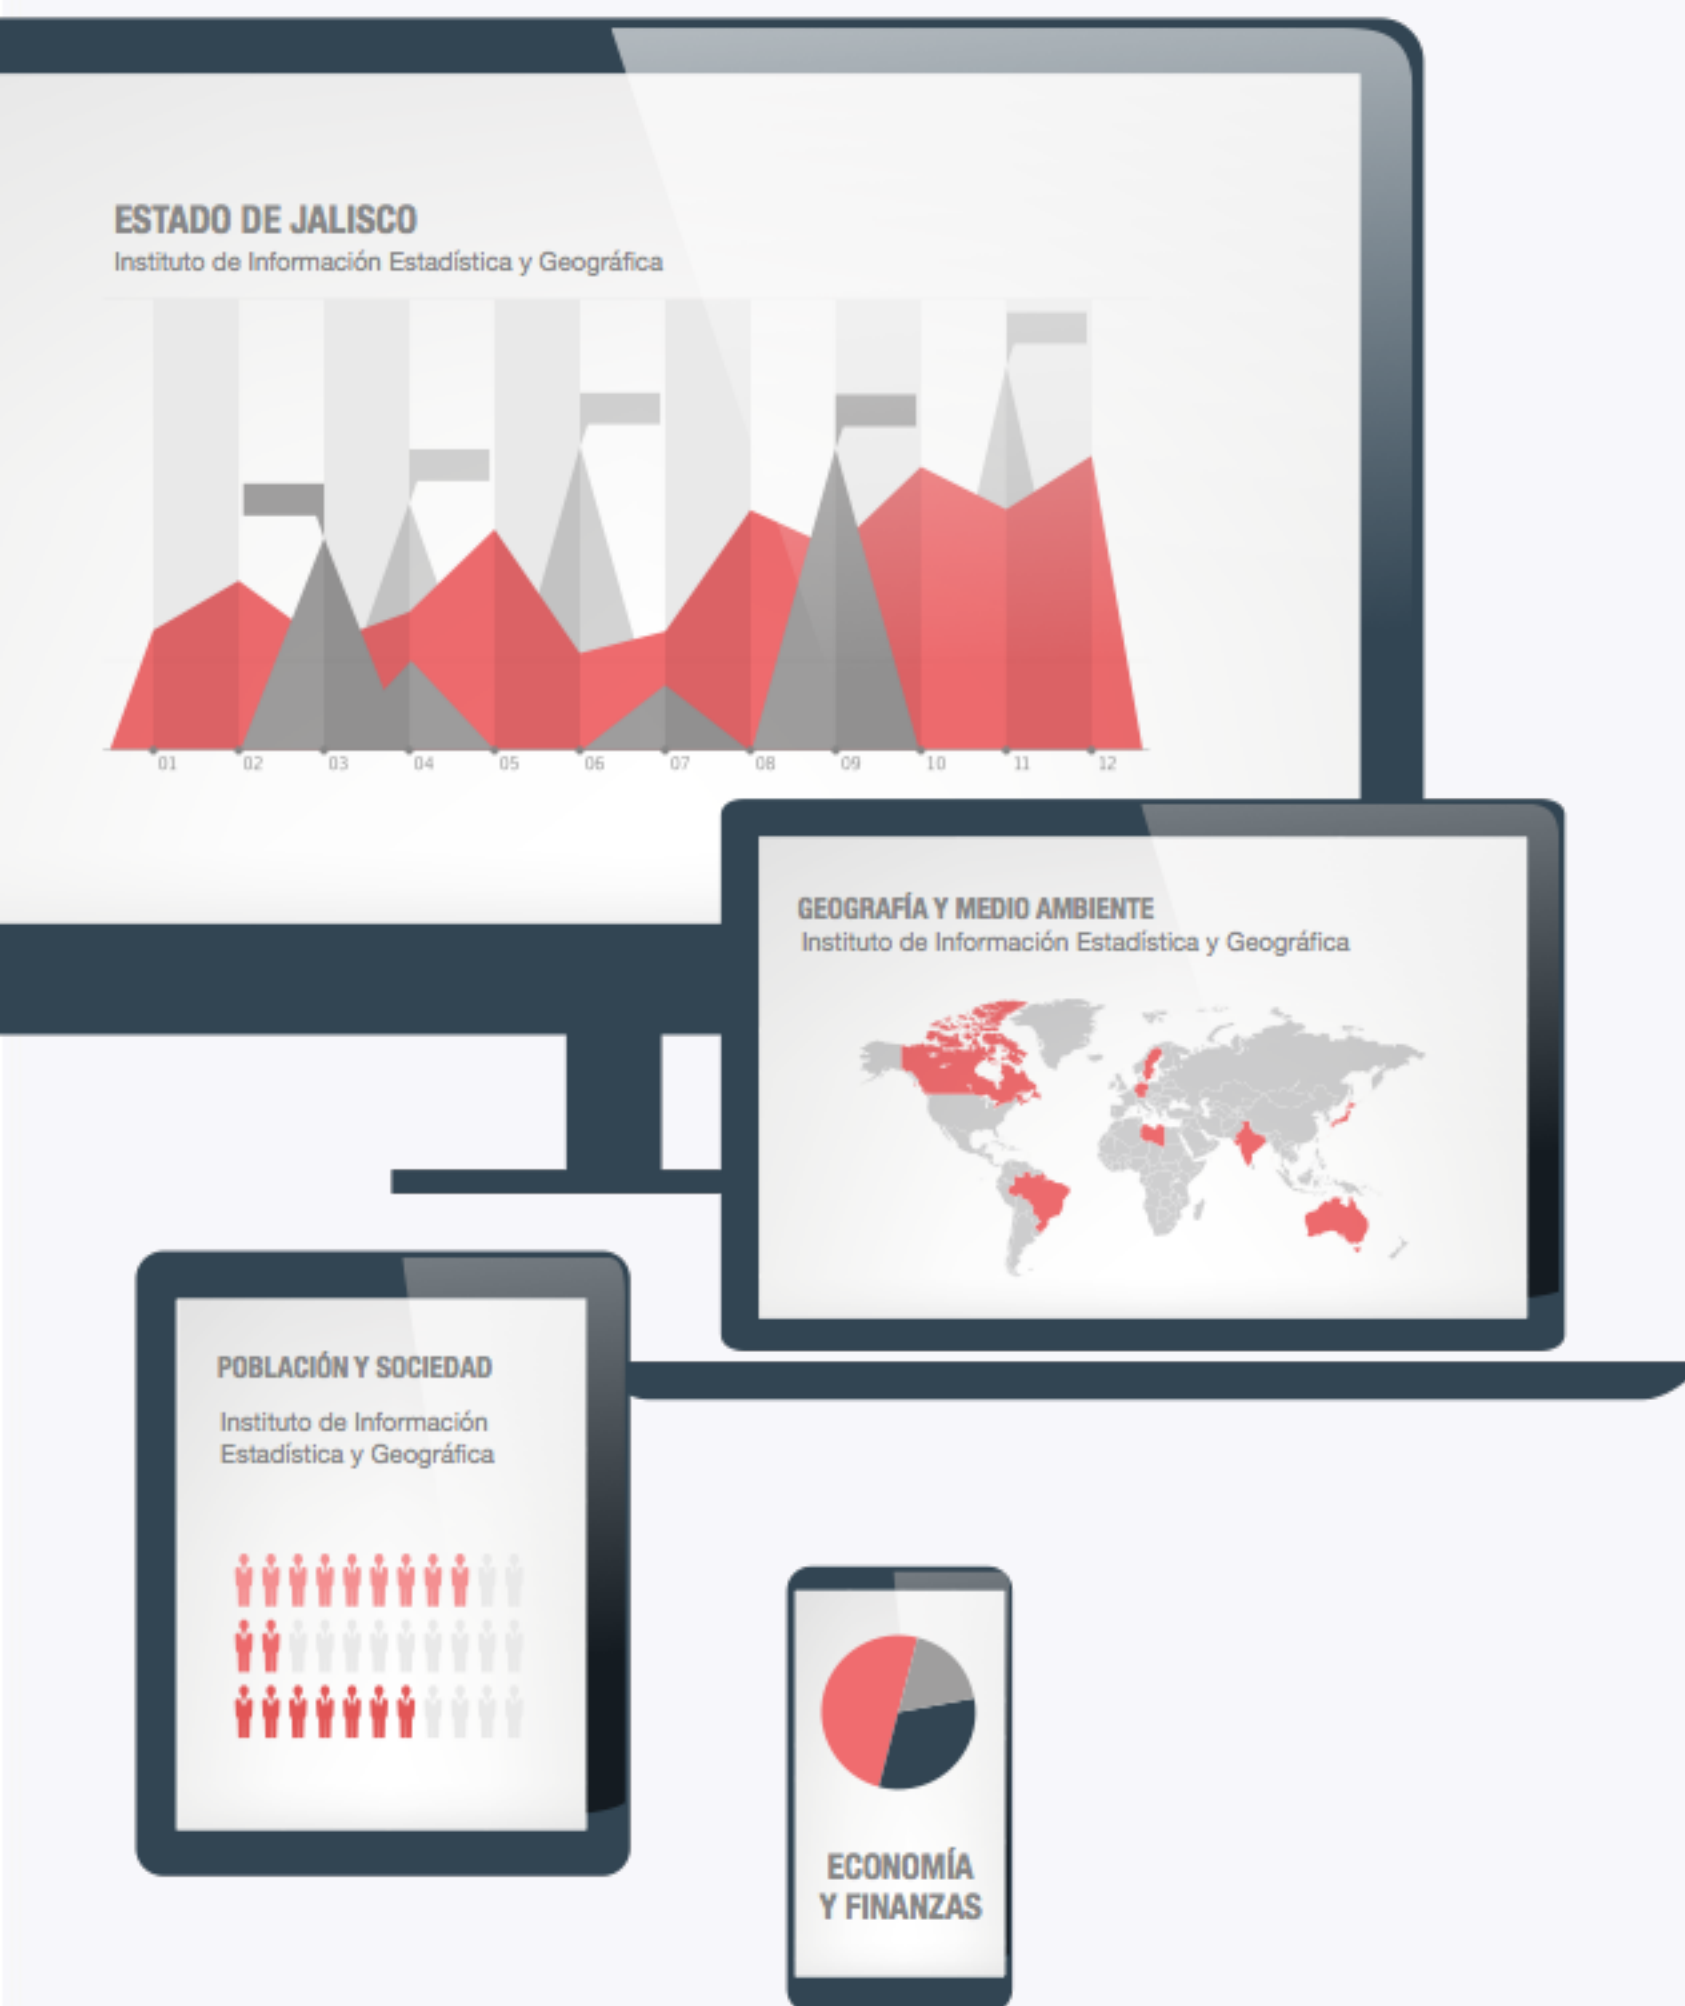 ESTADO DE JALISCO
Instituto de Información Estadística y Geográfica
01 02 03 04 05 06 07 08 09 10 11 12
GEOGRAFÍA Y MEDIO AMBIENTE
Instituto de Información Estadística y Geográfica
POBLACIÓN Y SOCIEDAD
Instituto de Información
Estadística y Geográfica
ECONOMÍA
Y FINANZAS